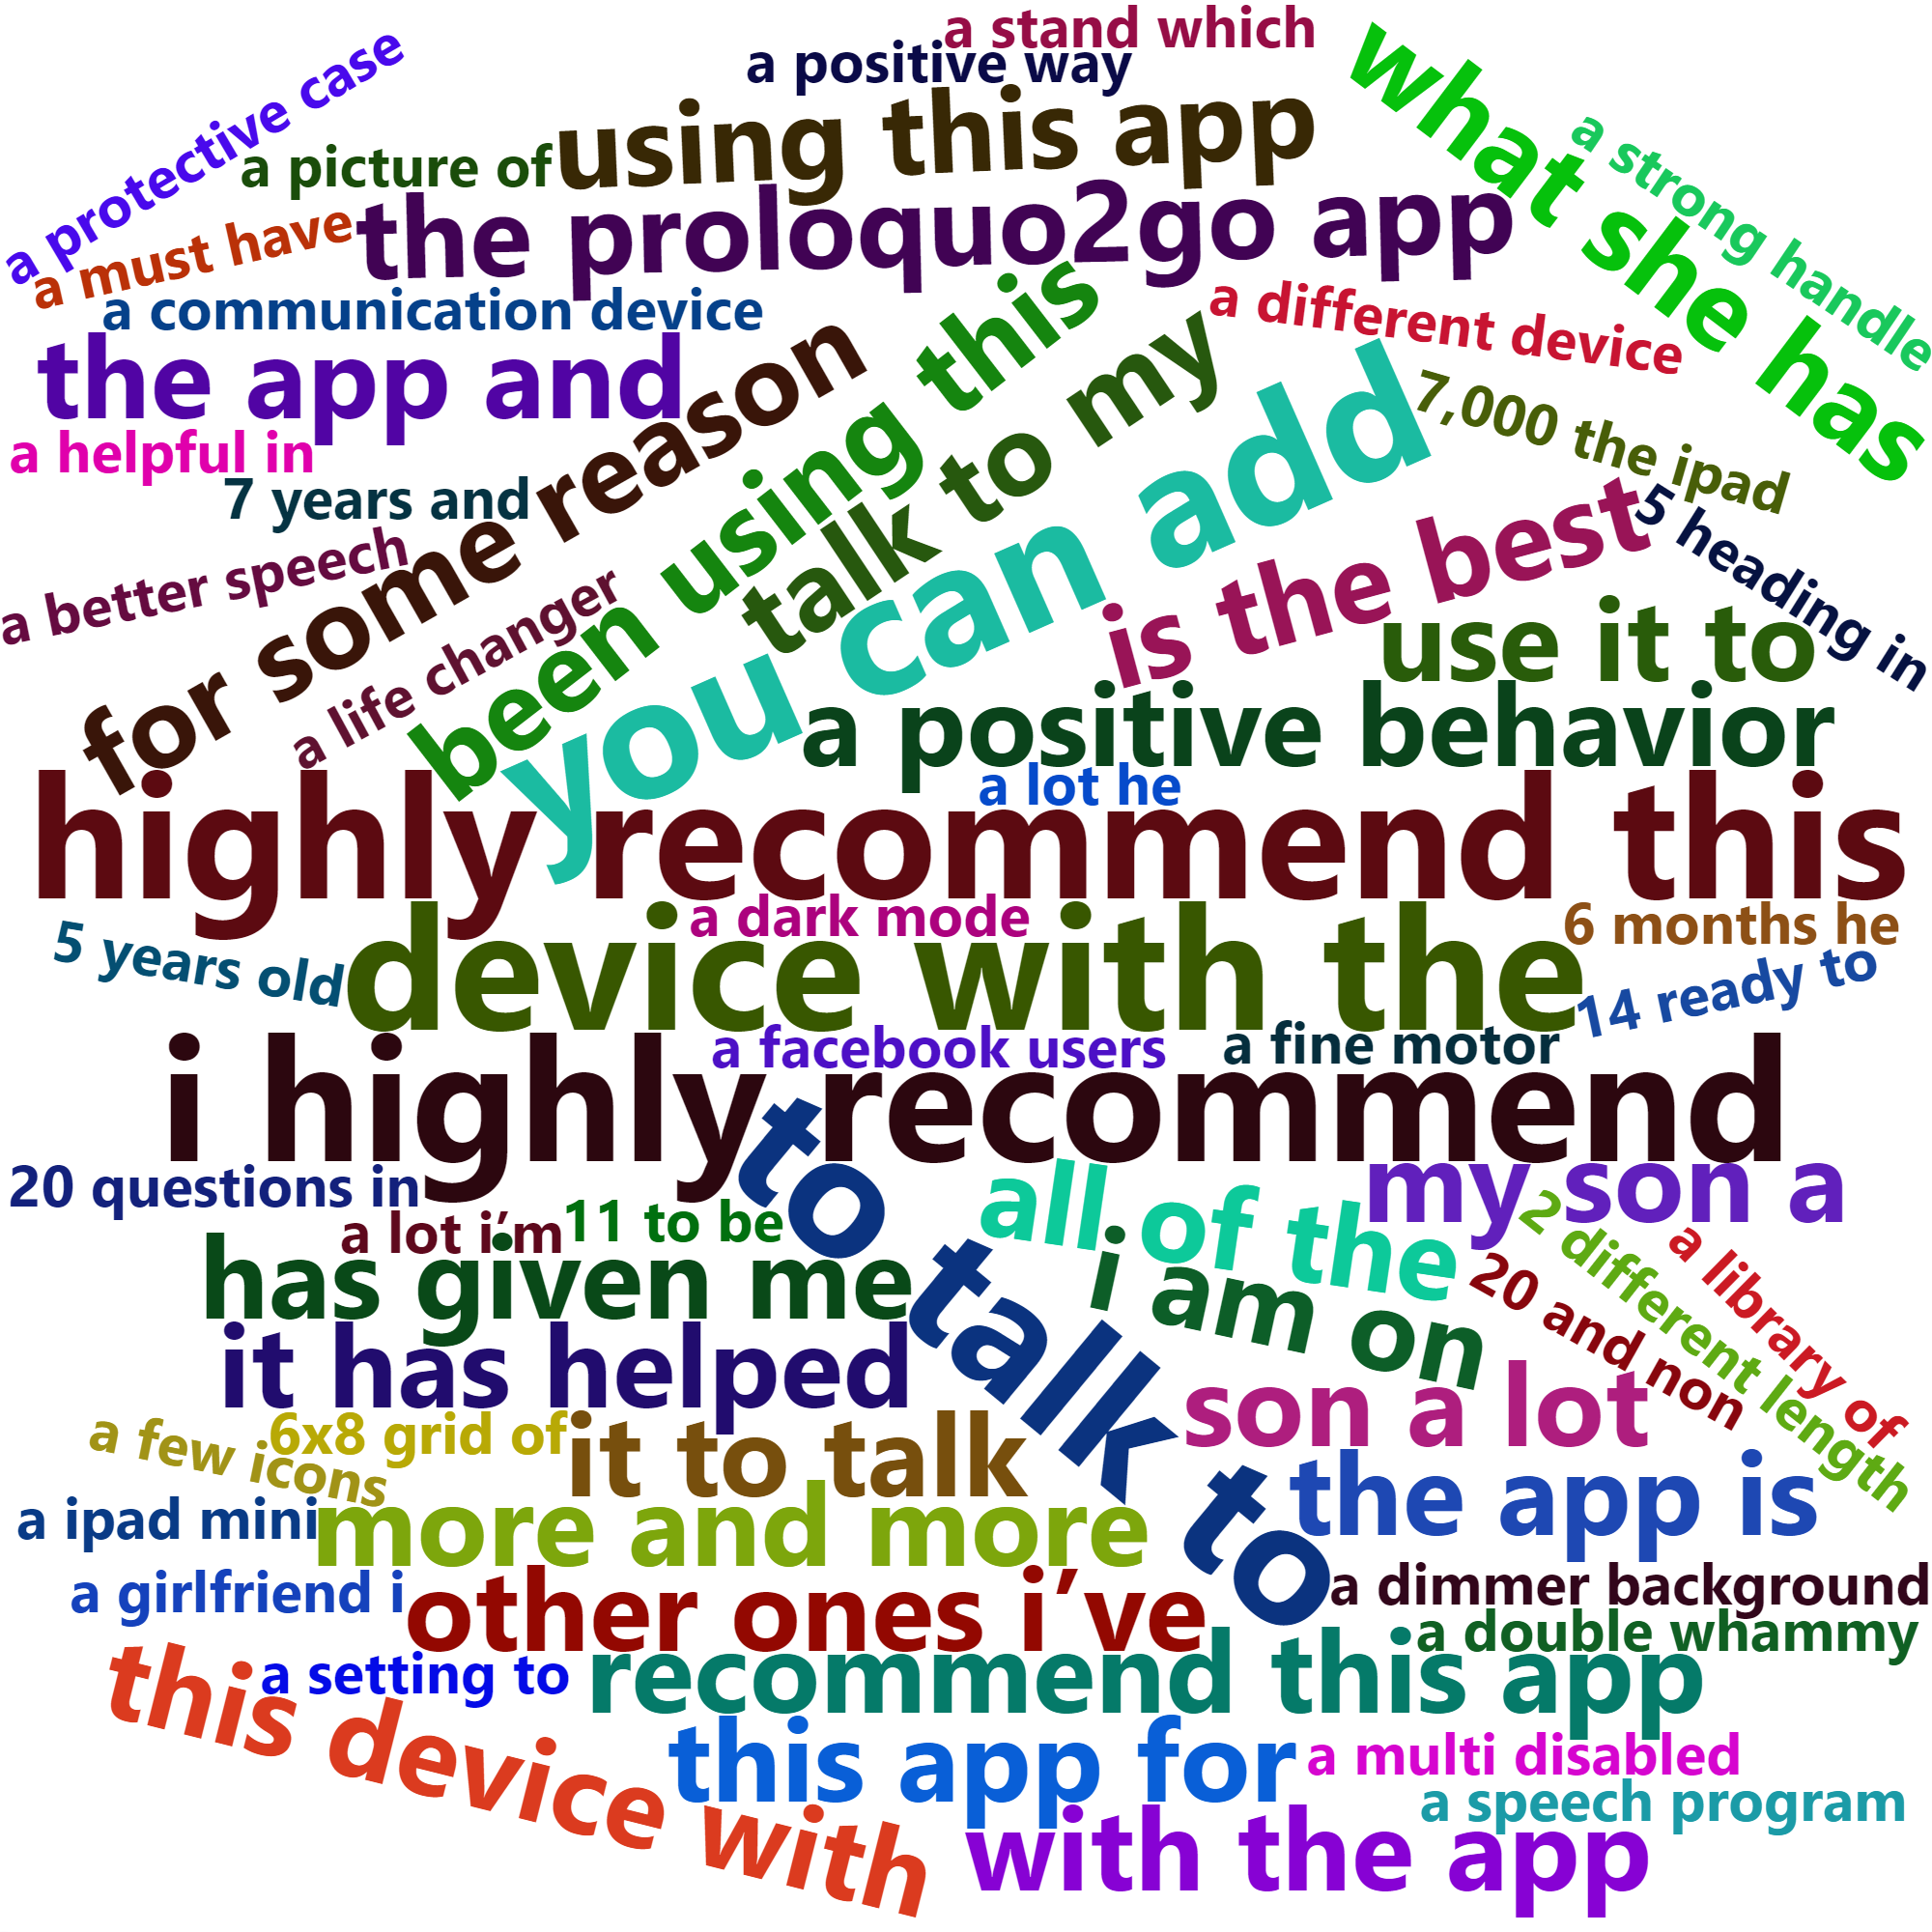 a stand which
a positive way
a protective case
what she has
using this app
a strong handle
a picture of
the proloquo2go app
a must have
a communication device
a different device
the app and
for some reason
been using this
talk to my
you can add
7,000 the ipad
a helpful in
7 years and
is the best
5 heading in
a better speech
a life changer
use it to
a positive behavior
a lot he
highly recommend this
a dark mode
6 months he
5 years old
device with the
14 ready to
a facebook users
a fine motor
i highly recommend
to talk to
20 questions in
all of the
my son a
a lot i’m
11 to be
2 different length
a library of
has given me
i am on
20 and non
it has helped
son a lot
a few icons
6x8 grid of
it to talk
the app is
a ipad mini
more and more
a girlfriend i
other ones i’ve
a dimmer background
a double whammy
this device with
a setting to
recommend this app
this app for
a multi disabled
a speech program
with the app